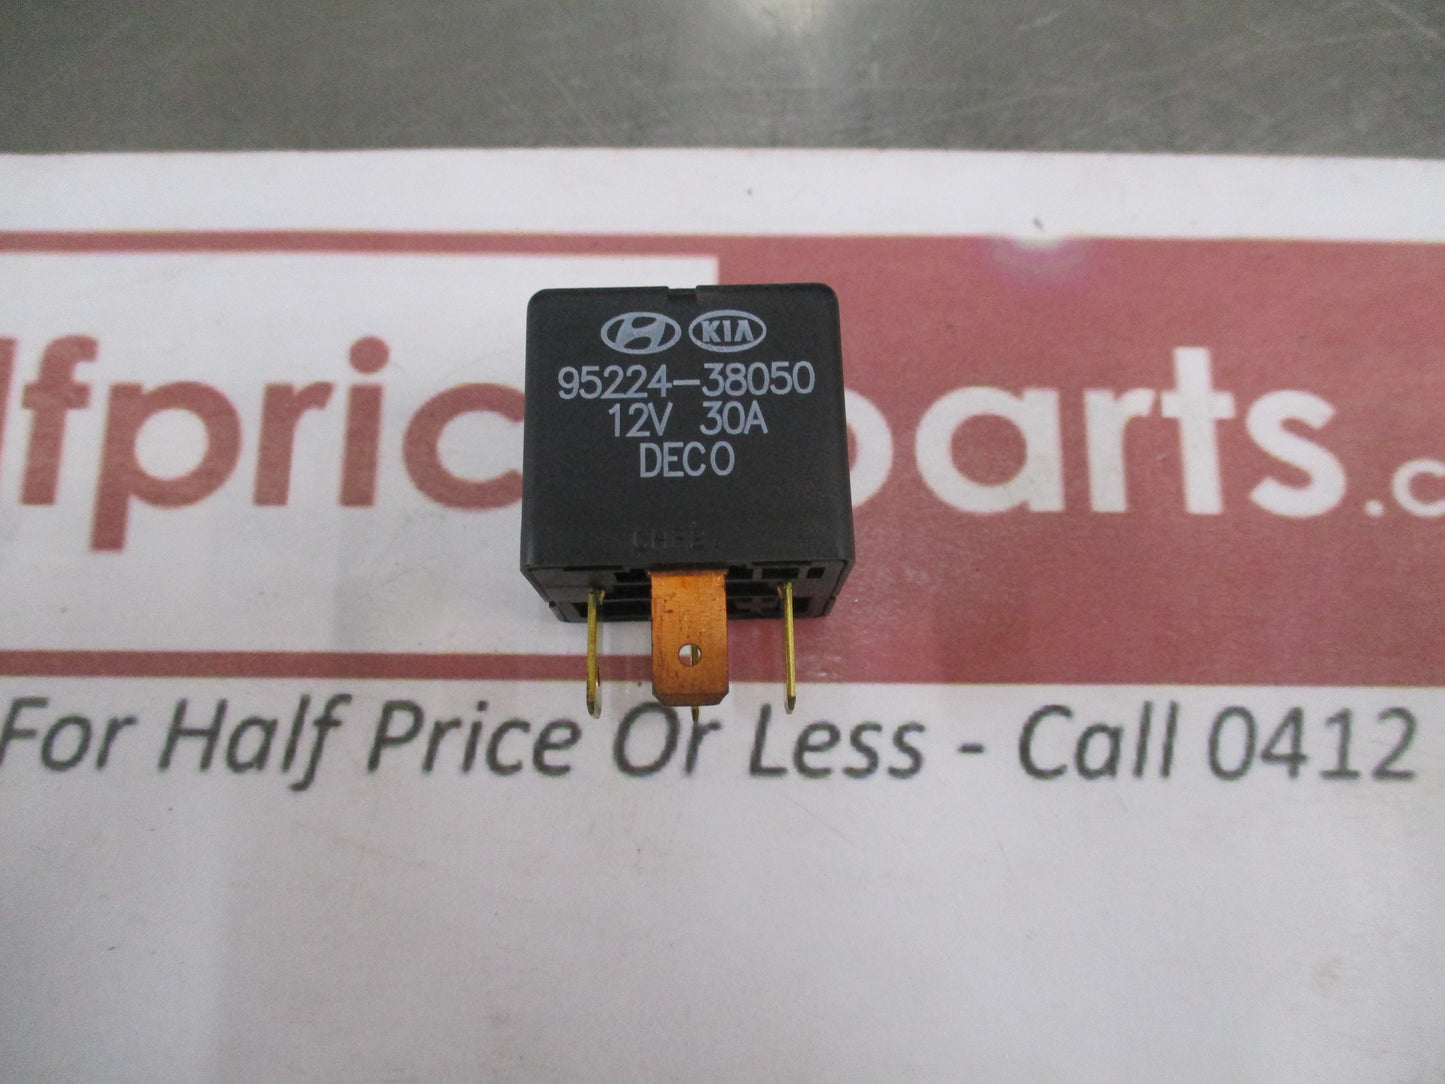 KIA
95224-38050
12V 30A
DECO
lfpric parts.c
For Half Price Or Less - Call 0412